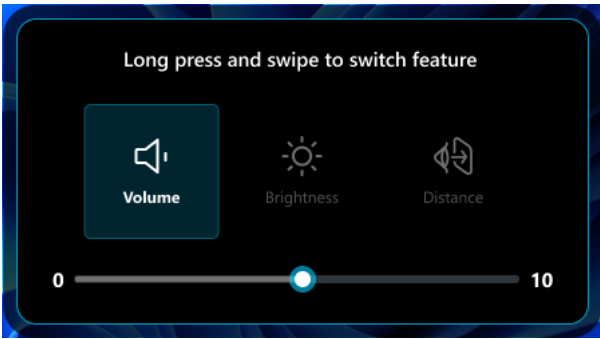 Long press and swipe to switch feature
Volume
Brightness
Distance
0
10